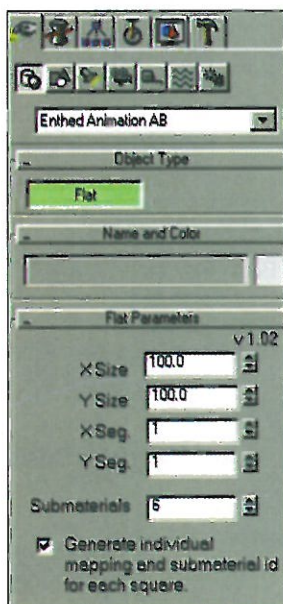 Enthed Animation AB
- Object Type
Flat
- Name and Color
- Flat Parameters
v 1.02
X Size 100.0
Y Size 100.0
X Seg. 1
Y Seg. 1
Submaterials 6
Generate individual
mapping and submaterial id
for each square.